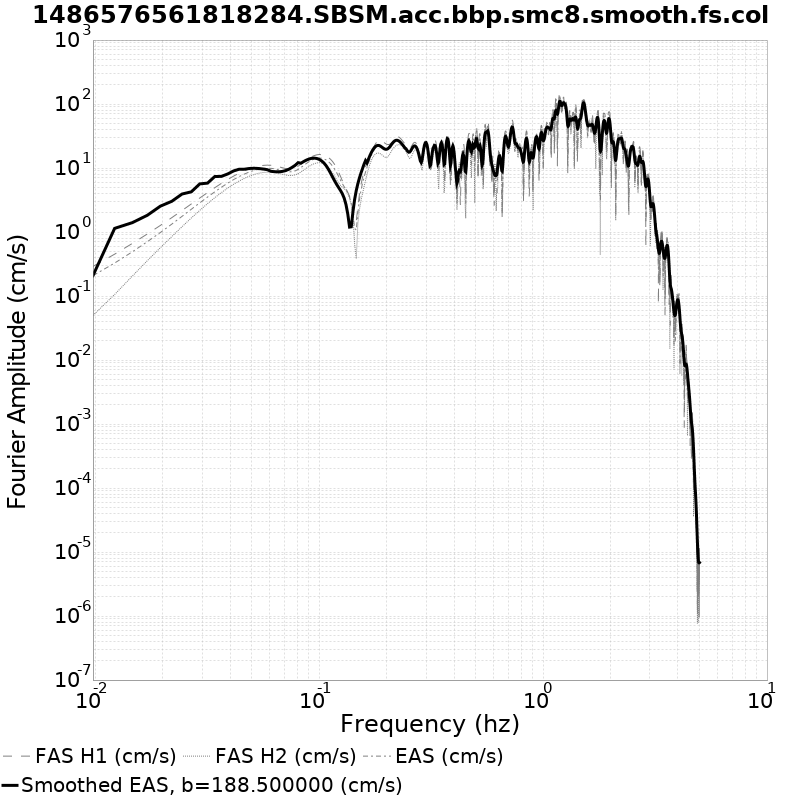 1486576561818284.SBSM.acc.bbp.smc8.smooth.fs.col
10^3
10^2
10^1
10^0
10^-1
10^-2
10^-3
10^-4
10^-5
10^-6
10^-7
Fourier Amplitude (cm/s)
10^-2 10^-1 10^0 10^1
Frequency (hz)
FAS H1 (cm/s) FAS H2 (cm/s) EAS (cm/s)
Smoothed EAS, b=188.500000 (cm/s)